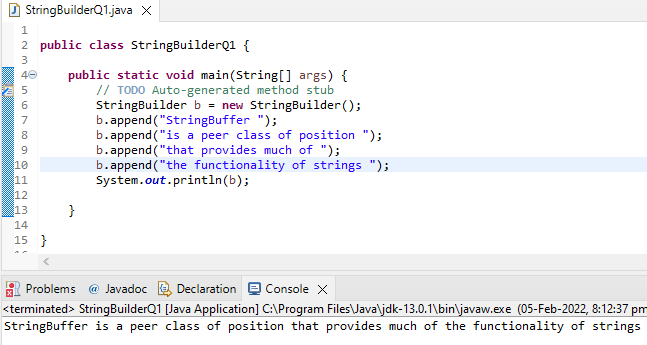 StringBuilderQ1.java
1
2 public class StringBuilderQ1 {
3
4 public static void main(String[] args) {
5 // TODO Auto-generated method stub
6 StringBuilder b = new StringBuilder();
7 b.append("StringBuffer ");
8 b.append("is a peer class of position ");
9 b.append("that provides much of ");
10 b.append("the functionality of strings ");
11 System.out.println(b);
12
13 }
14
15 }
Problems @ Javadoc Declaration Console
<terminated> StringBuilderQ1 [Java Application] C:\Program Files\Java\jdk-13.0.1\bin\javaw.exe (05-Feb-2022, 8:12:37 pm
StringBuffer is a peer class of position that provides much of the functionality of strings